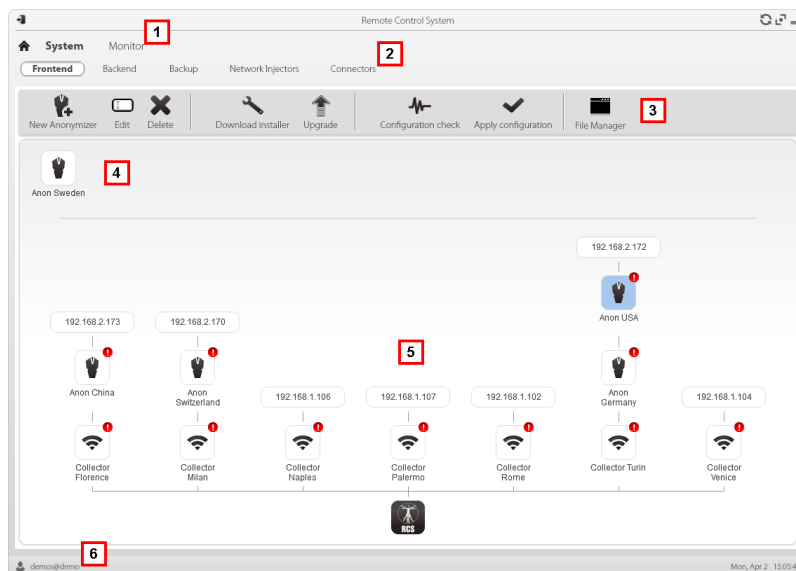 Remote Control System
1
System Monitor
2
Frontend Backend Backup Network Injectors Connectors
New Anonymizer Edit Delete Download installer Upgrade Configuration check Apply configuration File Manager
3
4
Anon Sweden
192.168.2.172
Anon USA
192.168.2.173 192.168.2.170
5
Anon China
Anon
Switzerland
Anon
Germany
192.168.1.106 192.168.1.107 192.168.1.102 192.168.1.104
Collector
Florence
Collector
Milan
Collector
Naples
Collector
Palermo
Collector
Rome
Collector Turin
Collector
Venice
RCS
6
demos@demo
Mon, Apr 2 15:05:4